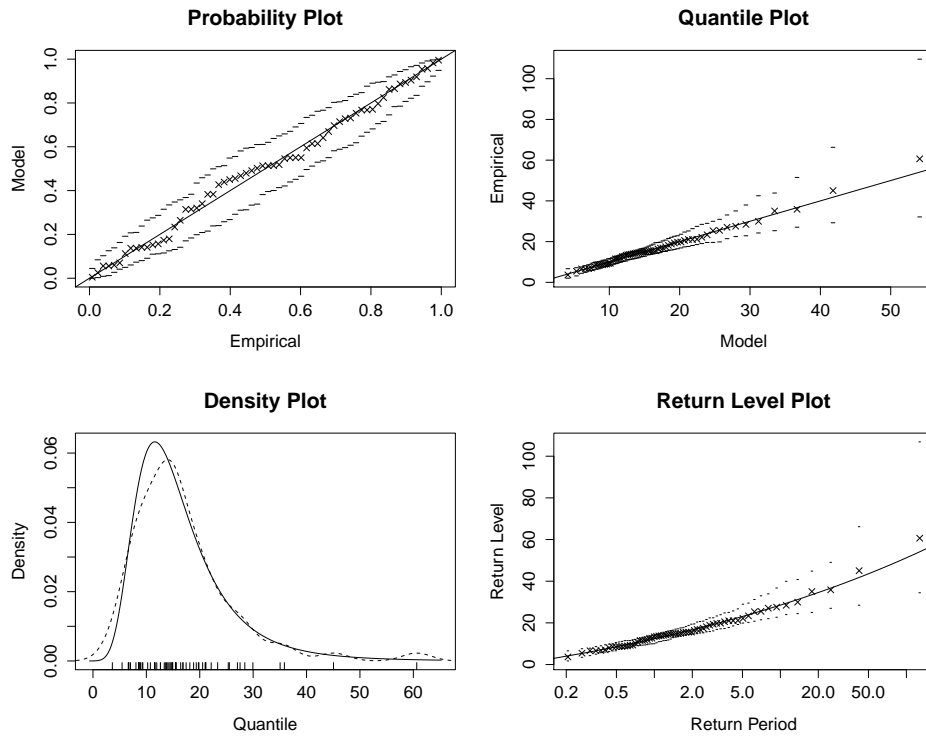 Probability Plot
Model
0.0 0.2 0.4 0.6 0.8 1.0
0.0 0.2 0.4 0.6 0.8 1.0
Empirical
Quantile Plot
Empirical
0 20 40 60 80 100
10 20 30 40 50
Model
Density Plot
Density
0.00 0.02 0.04 0.06
0 10 20 30 40 50 60
Quantile
Return Level Plot
Return Level
0 20 40 60 80 100
0.2 0.5 2.0 5.0 20.0 50.0
Return Period